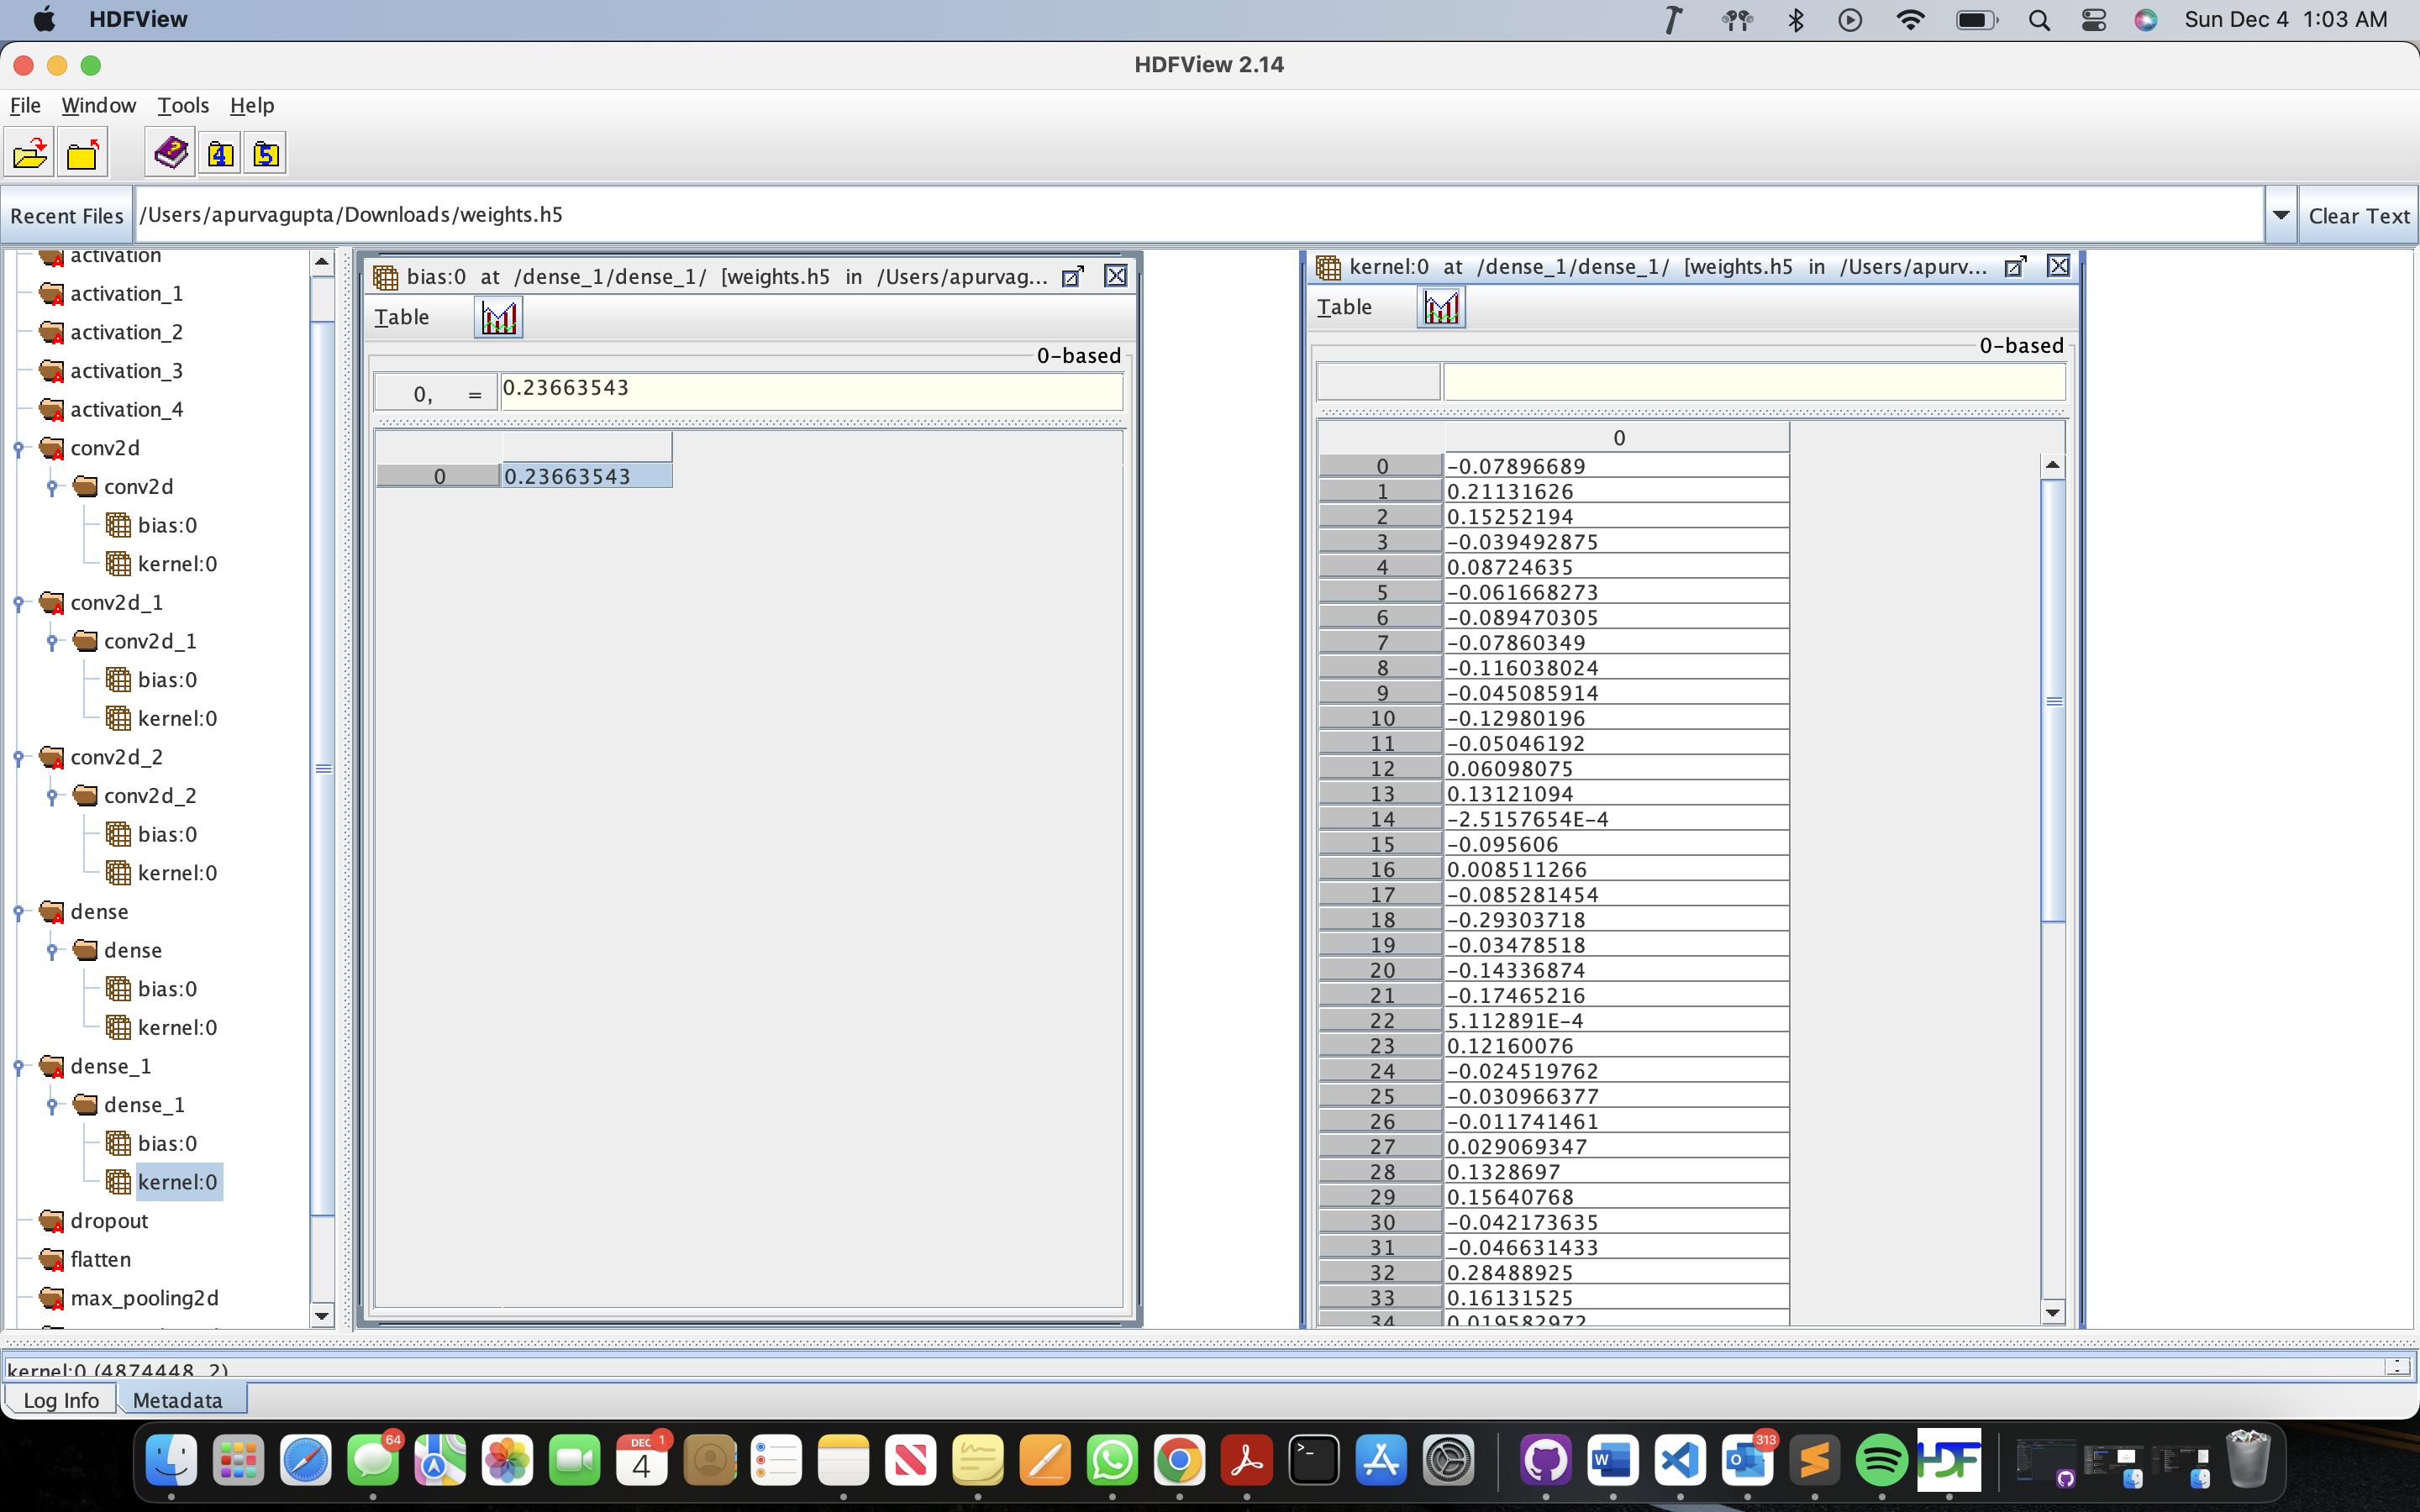 HDFView
Sun Dec 4 1:03 AM
HDFView 2.14
File Window Tools Help
4 5
Recent Files /Users/apurvagupta/Downloads/weights.h5 Clear Text
activation
activation_1
activation_2
activation_3
activation_4
conv2d
conv2d
bias:0
kernel:0
conv2d_1
conv2d_1
bias:0
kernel:0
conv2d_2
conv2d_2
bias:0
kernel:0
dense
dense
bias:0
kernel:0
dense_1
dense_1
bias:0
kernel:0
dropout
flatten
max_pooling2d
bias:0 at /dense_1/dense_1/ [weights.h5 in /Users/apurvag...
Table
0-based
0, = 0.23663543
0 0.23663543
kernel:0 at /dense_1/dense_1/ [weights.h5 in /Users/apurv...
Table
0-based
0
0 -0.07896689
1 0.21131626
2 0.15252194
3 -0.039492875
4 0.08724635
5 -0.061668273
6 -0.089470305
7 -0.07860349
8 -0.116038024
9 -0.045085914
10 -0.12980196
11 -0.05046192
12 0.06098075
13 0.13121094
14 -2.5157654E-4
15 -0.095606
16 0.008511266
17 -0.085281454
18 -0.29303718
19 -0.03478518
20 -0.14336874
21 -0.17465216
22 5.112891E-4
23 0.12160076
24 -0.024519762
25 -0.030966377
26 -0.011741461
27 0.029069347
28 0.1328697
29 0.15640768
30 -0.042173635
31 -0.046631433
32 0.28488925
33 0.16131525
34 0.019582972
kernel:0 (4874448, 2)
Log Info Metadata
64
DEC 1
4
313
HDF